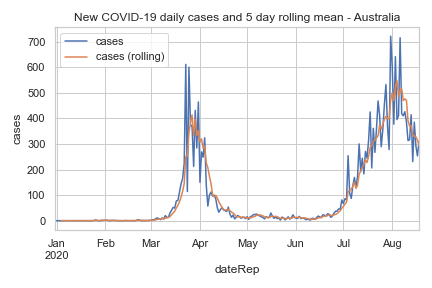 New COVID-19 daily cases and 5 day rolling mean - Australia
cases
cases (rolling)
700
600
500
400
300
200
100
0
cases
Jan Feb Mar Apr May Jun Jul Aug
2020
dateRep